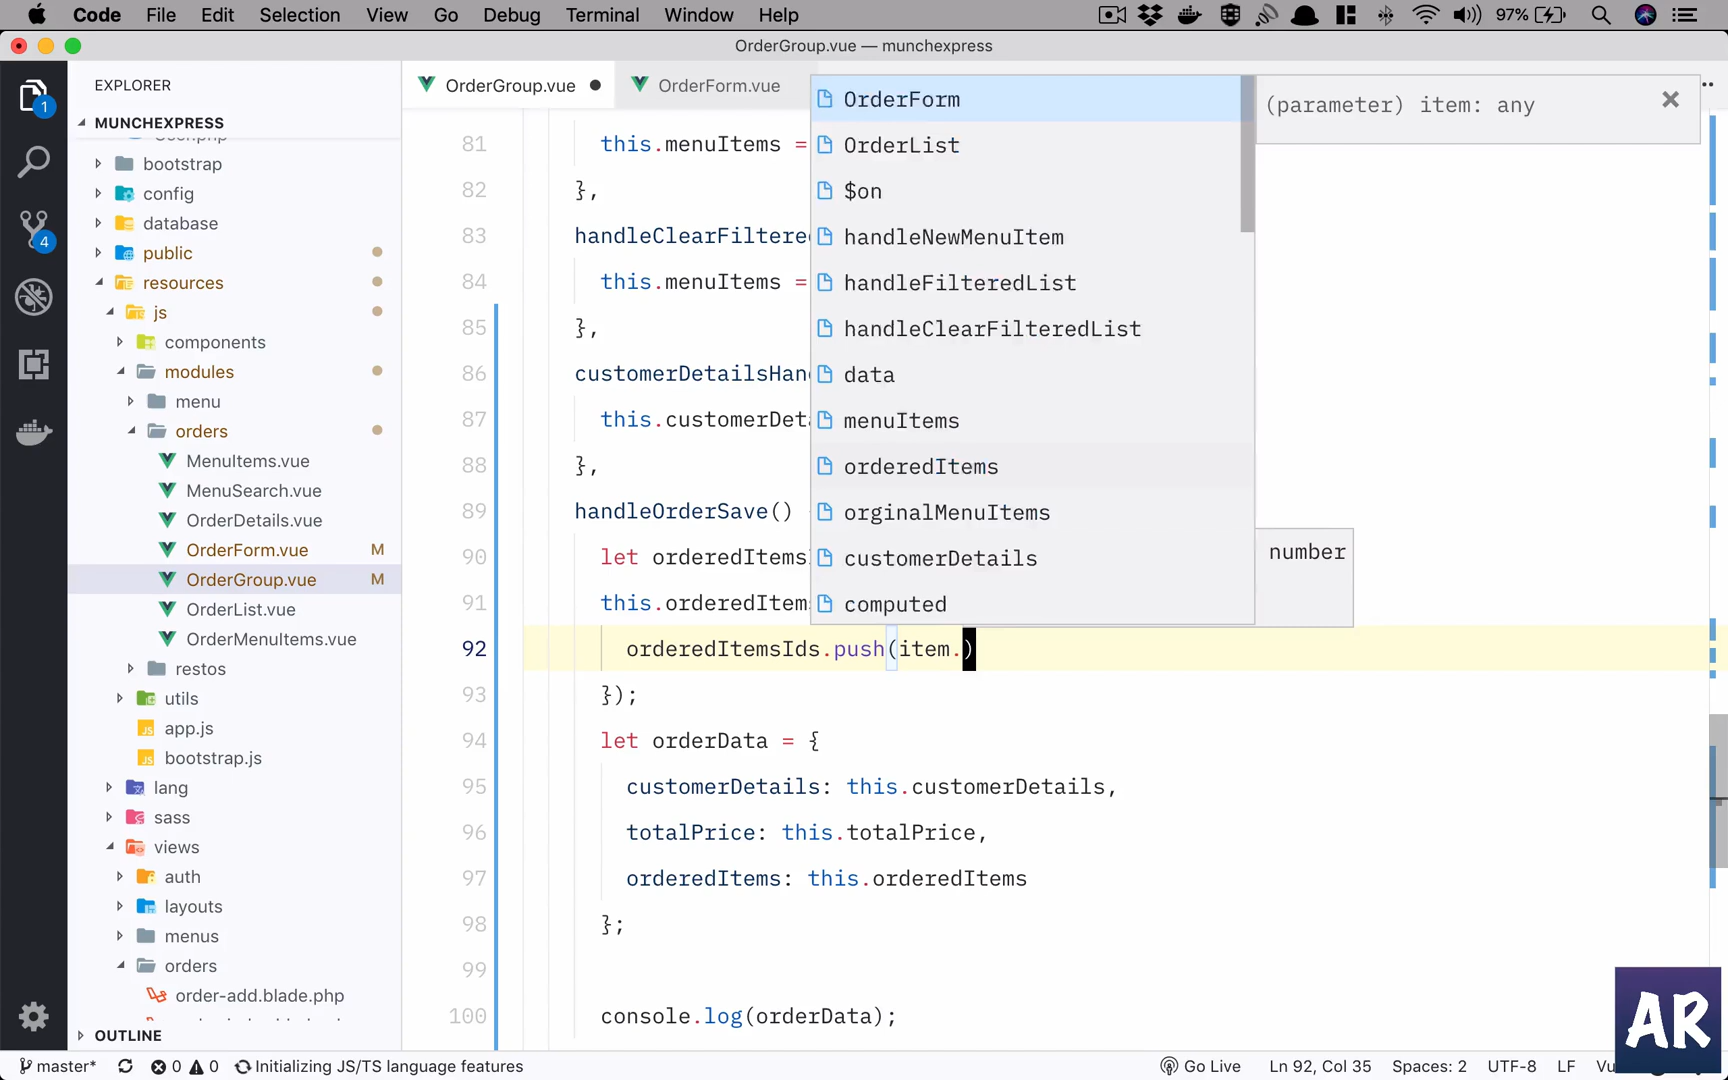 Code File Edit Selection View Go Debug Terminal Window Help 97%
OrderGroup.vue — munchexpress
EXPLORER
OrderGroup.vue
OrderForm.vue
1
MUNCHEXPRESS
bootstrap
config
database
4
public
resources
js
components
modules
menu
orders
MenuItems.vue
MenuSearch.vue
OrderDetails.vue
OrderForm.vue M
OrderGroup.vue M
OrderList.vue
OrderMenuItems.vue
restos
utils
app.js
bootstrap.js
lang
sass
views
auth
layouts
menus
orders
order-add.blade.php
OUTLINE
81 this.menuItems =
82 },
83 handleClearFiltered
84 this.menuItems =
85 },
86 customerDetailsHan
87 this.customerDeta
88 },
89 handleOrderSave()
90 let orderedItemsI
91 this.orderedItems
92 orderedItemsIds.push(item.)
93 });
94 let orderData = {
95 customerDetails: this.customerDetails,
96 totalPrice: this.totalPrice,
97 orderedItems: this.orderedItems
98 };
99
100 console.log(orderData);
OrderForm
OrderList
$on
handleNewMenuItem
handleFilteredList
handleClearFilteredList
data
menuItems
orderedItems
orginalMenuItems
customerDetails
computed
(parameter) item: any
number
AR
master* 0 0 Initializing JS/TS language features Go Live Ln 92, Col 35 Spaces: 2 UTF-8 LF Vu